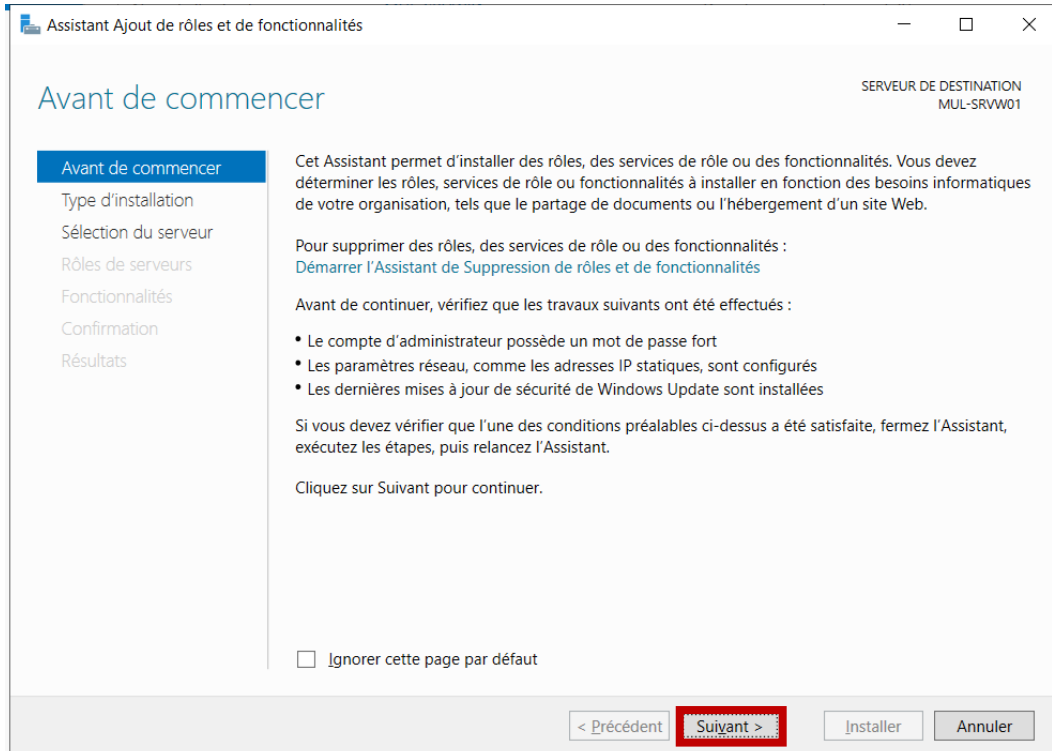 Assistant Ajout de rôles et de fonctionnalités
Avant de commencer
SERVEUR DE DESTINATION
MUL-SRVW01
Avant de commencer
Type d'installation
Sélection du serveur
Rôles de serveurs
Fonctionnalités
Confirmation
Résultats
Cet Assistant permet d'installer des rôles, des services de rôle ou des fonctionnalités. Vous devez
déterminer les rôles, services de rôle ou fonctionnalités à installer en fonction des besoins informatiques
de votre organisation, tels que le partage de documents ou l'hébergement d'un site Web.
Pour supprimer des rôles, des services de rôle ou des fonctionnalités :
Démarrer l'Assistant de Suppression de rôles et de fonctionnalités
Avant de continuer, vérifiez que les travaux suivants ont été effectués :
• Le compte d'administrateur possède un mot de passe fort
• Les paramètres réseau, comme les adresses IP statiques, sont configurés
• Les dernières mises à jour de sécurité de Windows Update sont installées
Si vous devez vérifier que l'une des conditions préalables ci-dessus a été satisfaite, fermez l'Assistant,
exécutez les étapes, puis relancez l'Assistant.
Cliquez sur Suivant pour continuer.
Ignorer cette page par défaut
< Précédent
Suivant >
Installer
Annuler